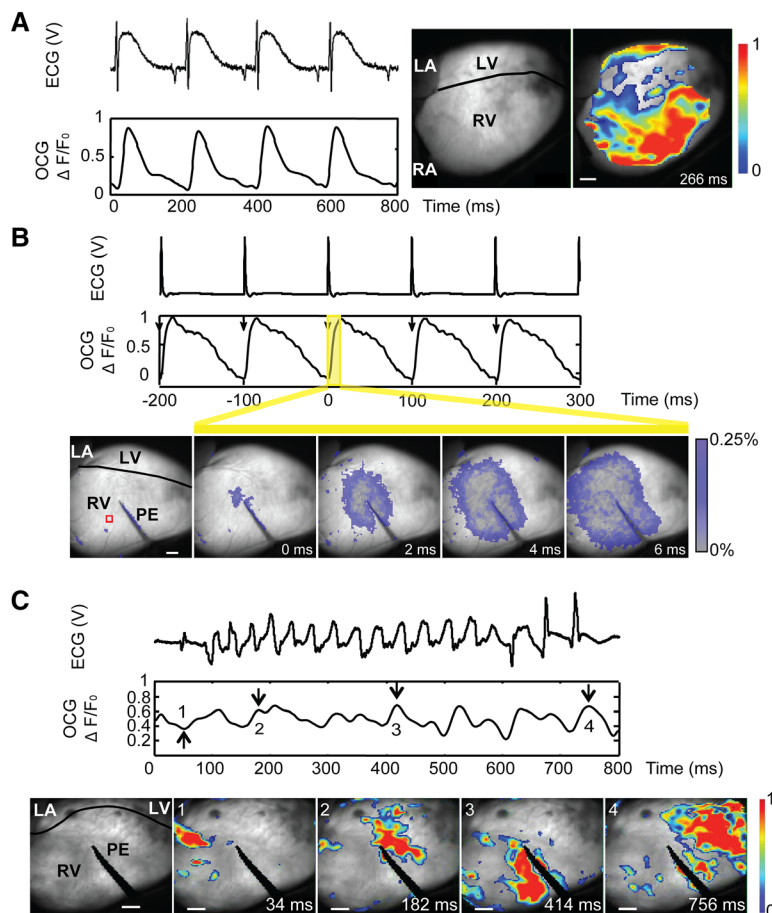 A
ECG (V)
OCG
Δ F/F0
1
0.5
0
0 200 400 600 800
Time (ms)
LA
LV
RV
RA
266 ms
1
0
B
ECG (V)
OCG
Δ F/F0
1
0.5
0
-200 -100 0 100 200 300
Time (ms)
LA
LV
RV
PE
0 ms
2 ms
4 ms
6 ms
0.25%
0%
C
ECG (V)
OCG
Δ F/F0
1
0.8
0.6
0.4
0.2
1
2
3
4
0 100 200 300 400 500 600 700 800
Time (ms)
LA
LV
RV
PE
1
34 ms
2
182 ms
3
414 ms
4
756 ms
1
0